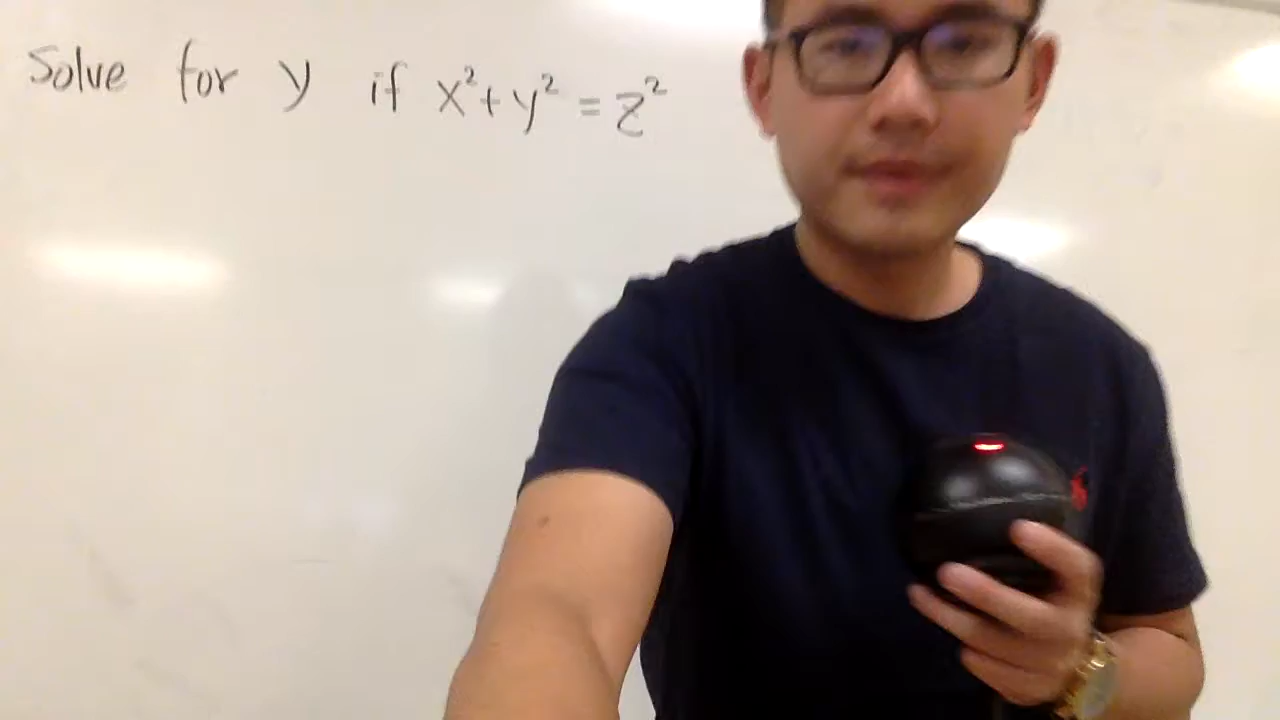 Solve for y if x² + y² = z²